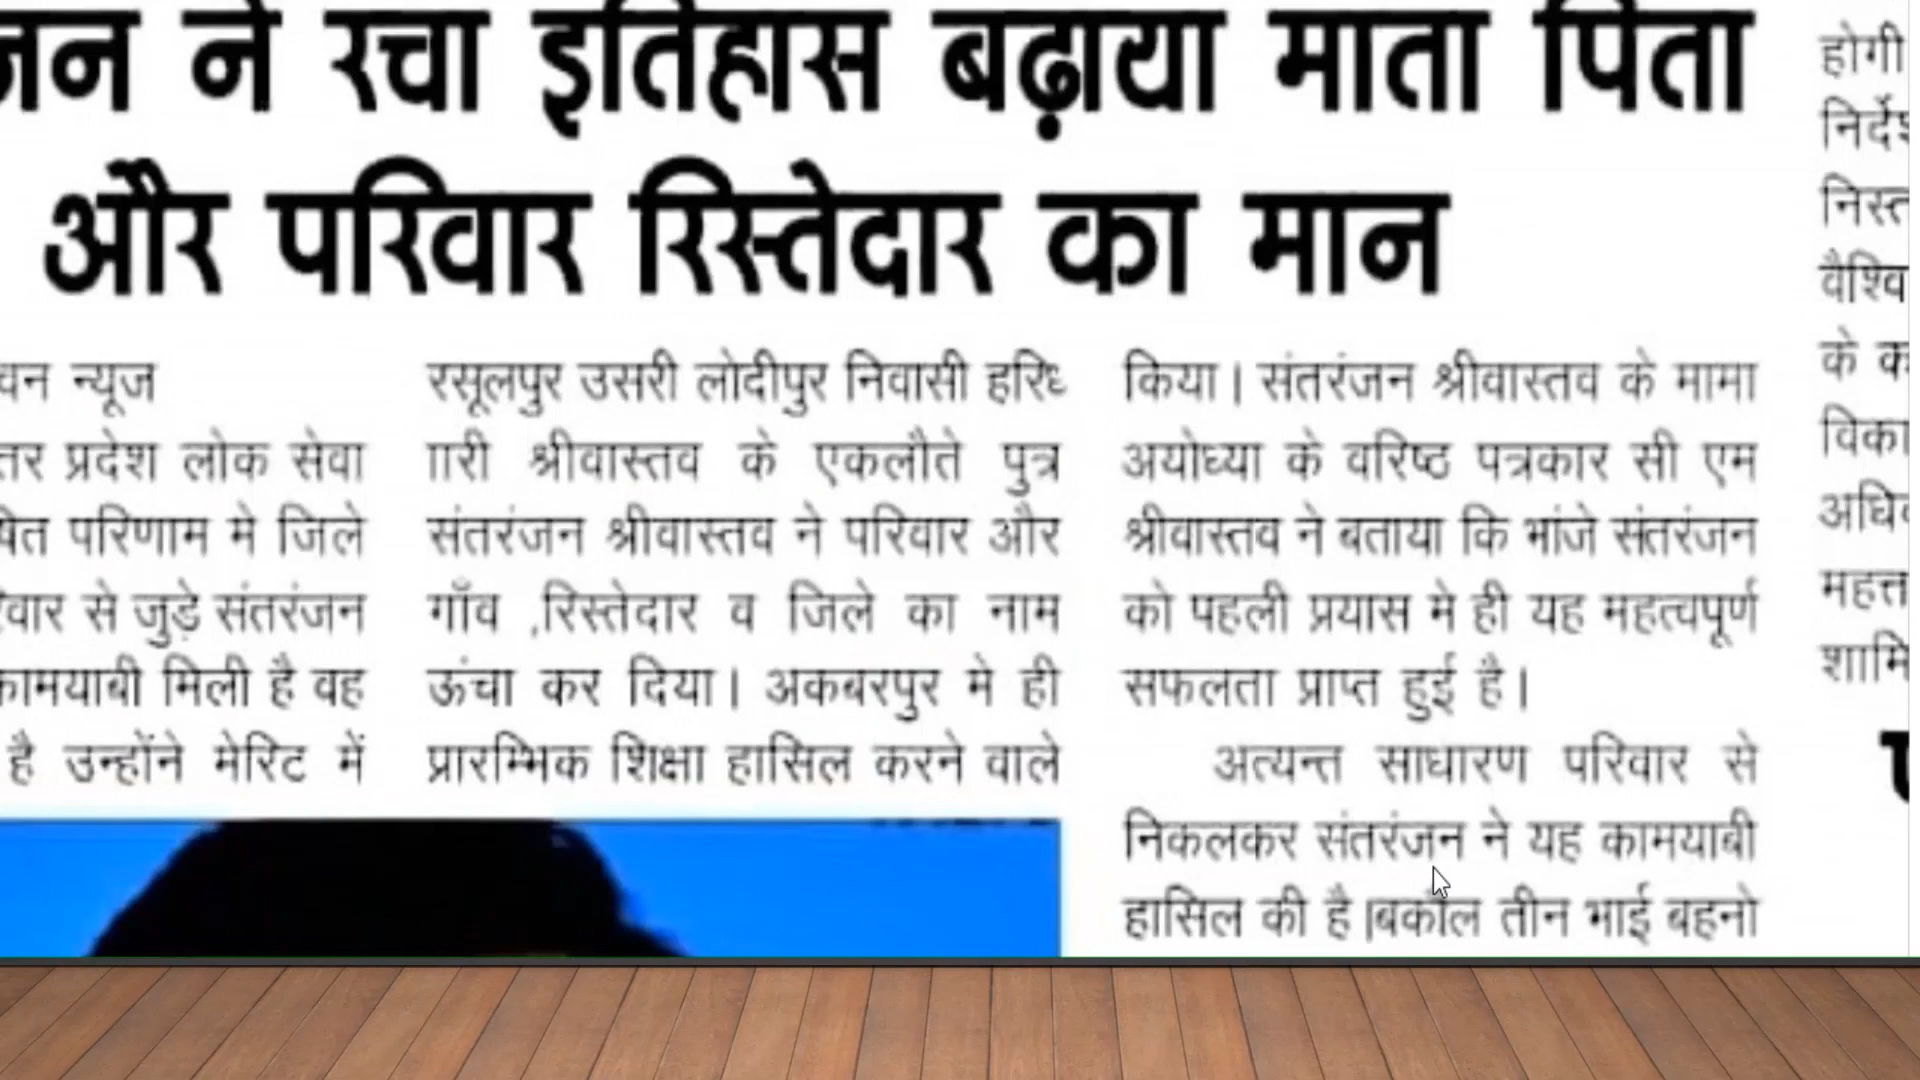 जन ने रचा इतिहास बढ़ाया माता पिता
और परिवार रिस्तेदार का मान
वन न्यूज
तर प्रदेश लोक सेवा
षित परिणाम मे जिले
रवार से जुड़े संतरंजन
कामयाबी मिली है वह
है उन्होंने मेरिट में
रसूलपुर उसरी लोदीपुर निवासी हरिध
ाारी श्रीवास्तव के एकलौते पुत्र
संतरंजन श्रीवास्तव ने परिवार और
गाँव ,रिस्तेदार व जिले का नाम
ऊंचा कर दिया। अकबरपुर मे ही
प्रारम्भिक शिक्षा हासिल करने वाले
किया। संतरंजन श्रीवास्तव के मामा
अयोध्या के वरिष्ठ पत्रकार सी एम
श्रीवास्तव ने बताया कि भांजे संतरंजन
को पहली प्रयास मे ही यह महत्वपूर्ण
सफलता प्राप्त हुई है।
अत्यन्त साधारण परिवार से
निकलकर संतरंजन ने यह कामयाबी
हासिल की है |बकौल तीन भाई बहनो
होगी
निर्दे
निस्त
वैश्वि
के क
विका
अधि
महत्त
शामि